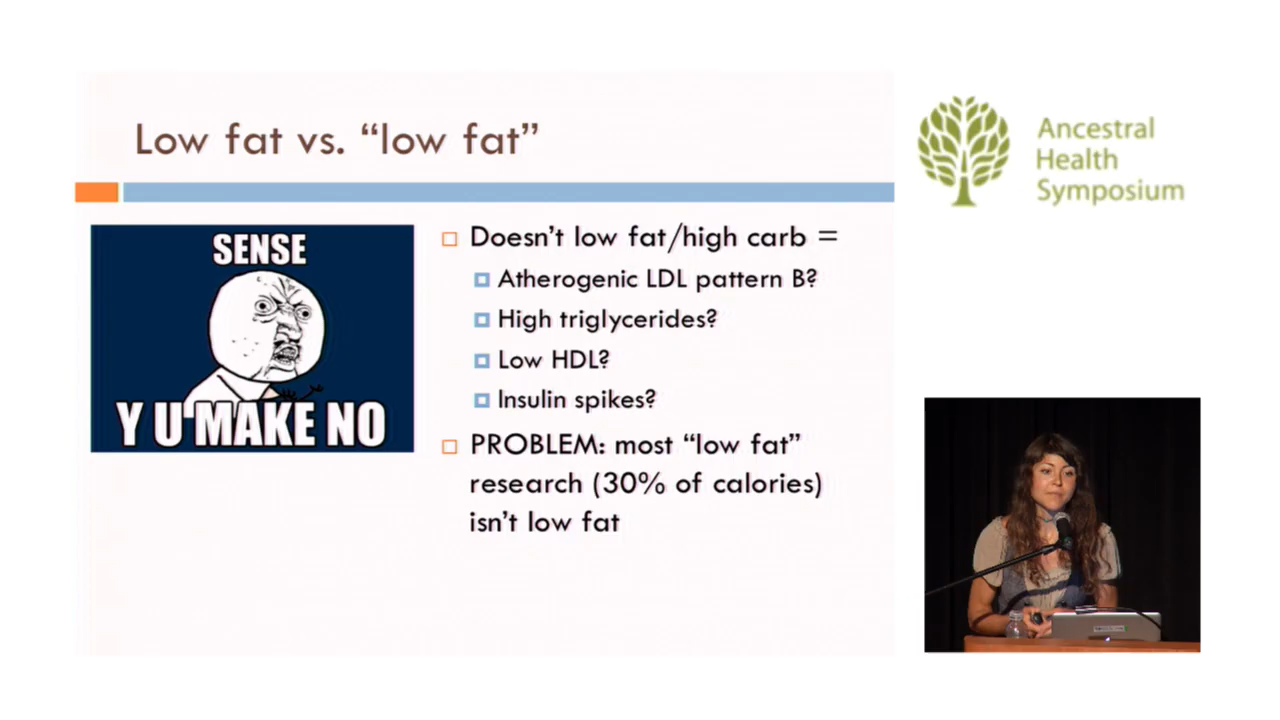 Low fat vs. “low fat”
SENSE
Y U MAKE NO
Doesn’t low fat/high carb =
Atherogenic LDL pattern B?
High triglycerides?
Low HDL?
Insulin spikes?
PROBLEM: most “low fat”
research (30% of calories)
isn’t low fat
Ancestral
Health
Symposium